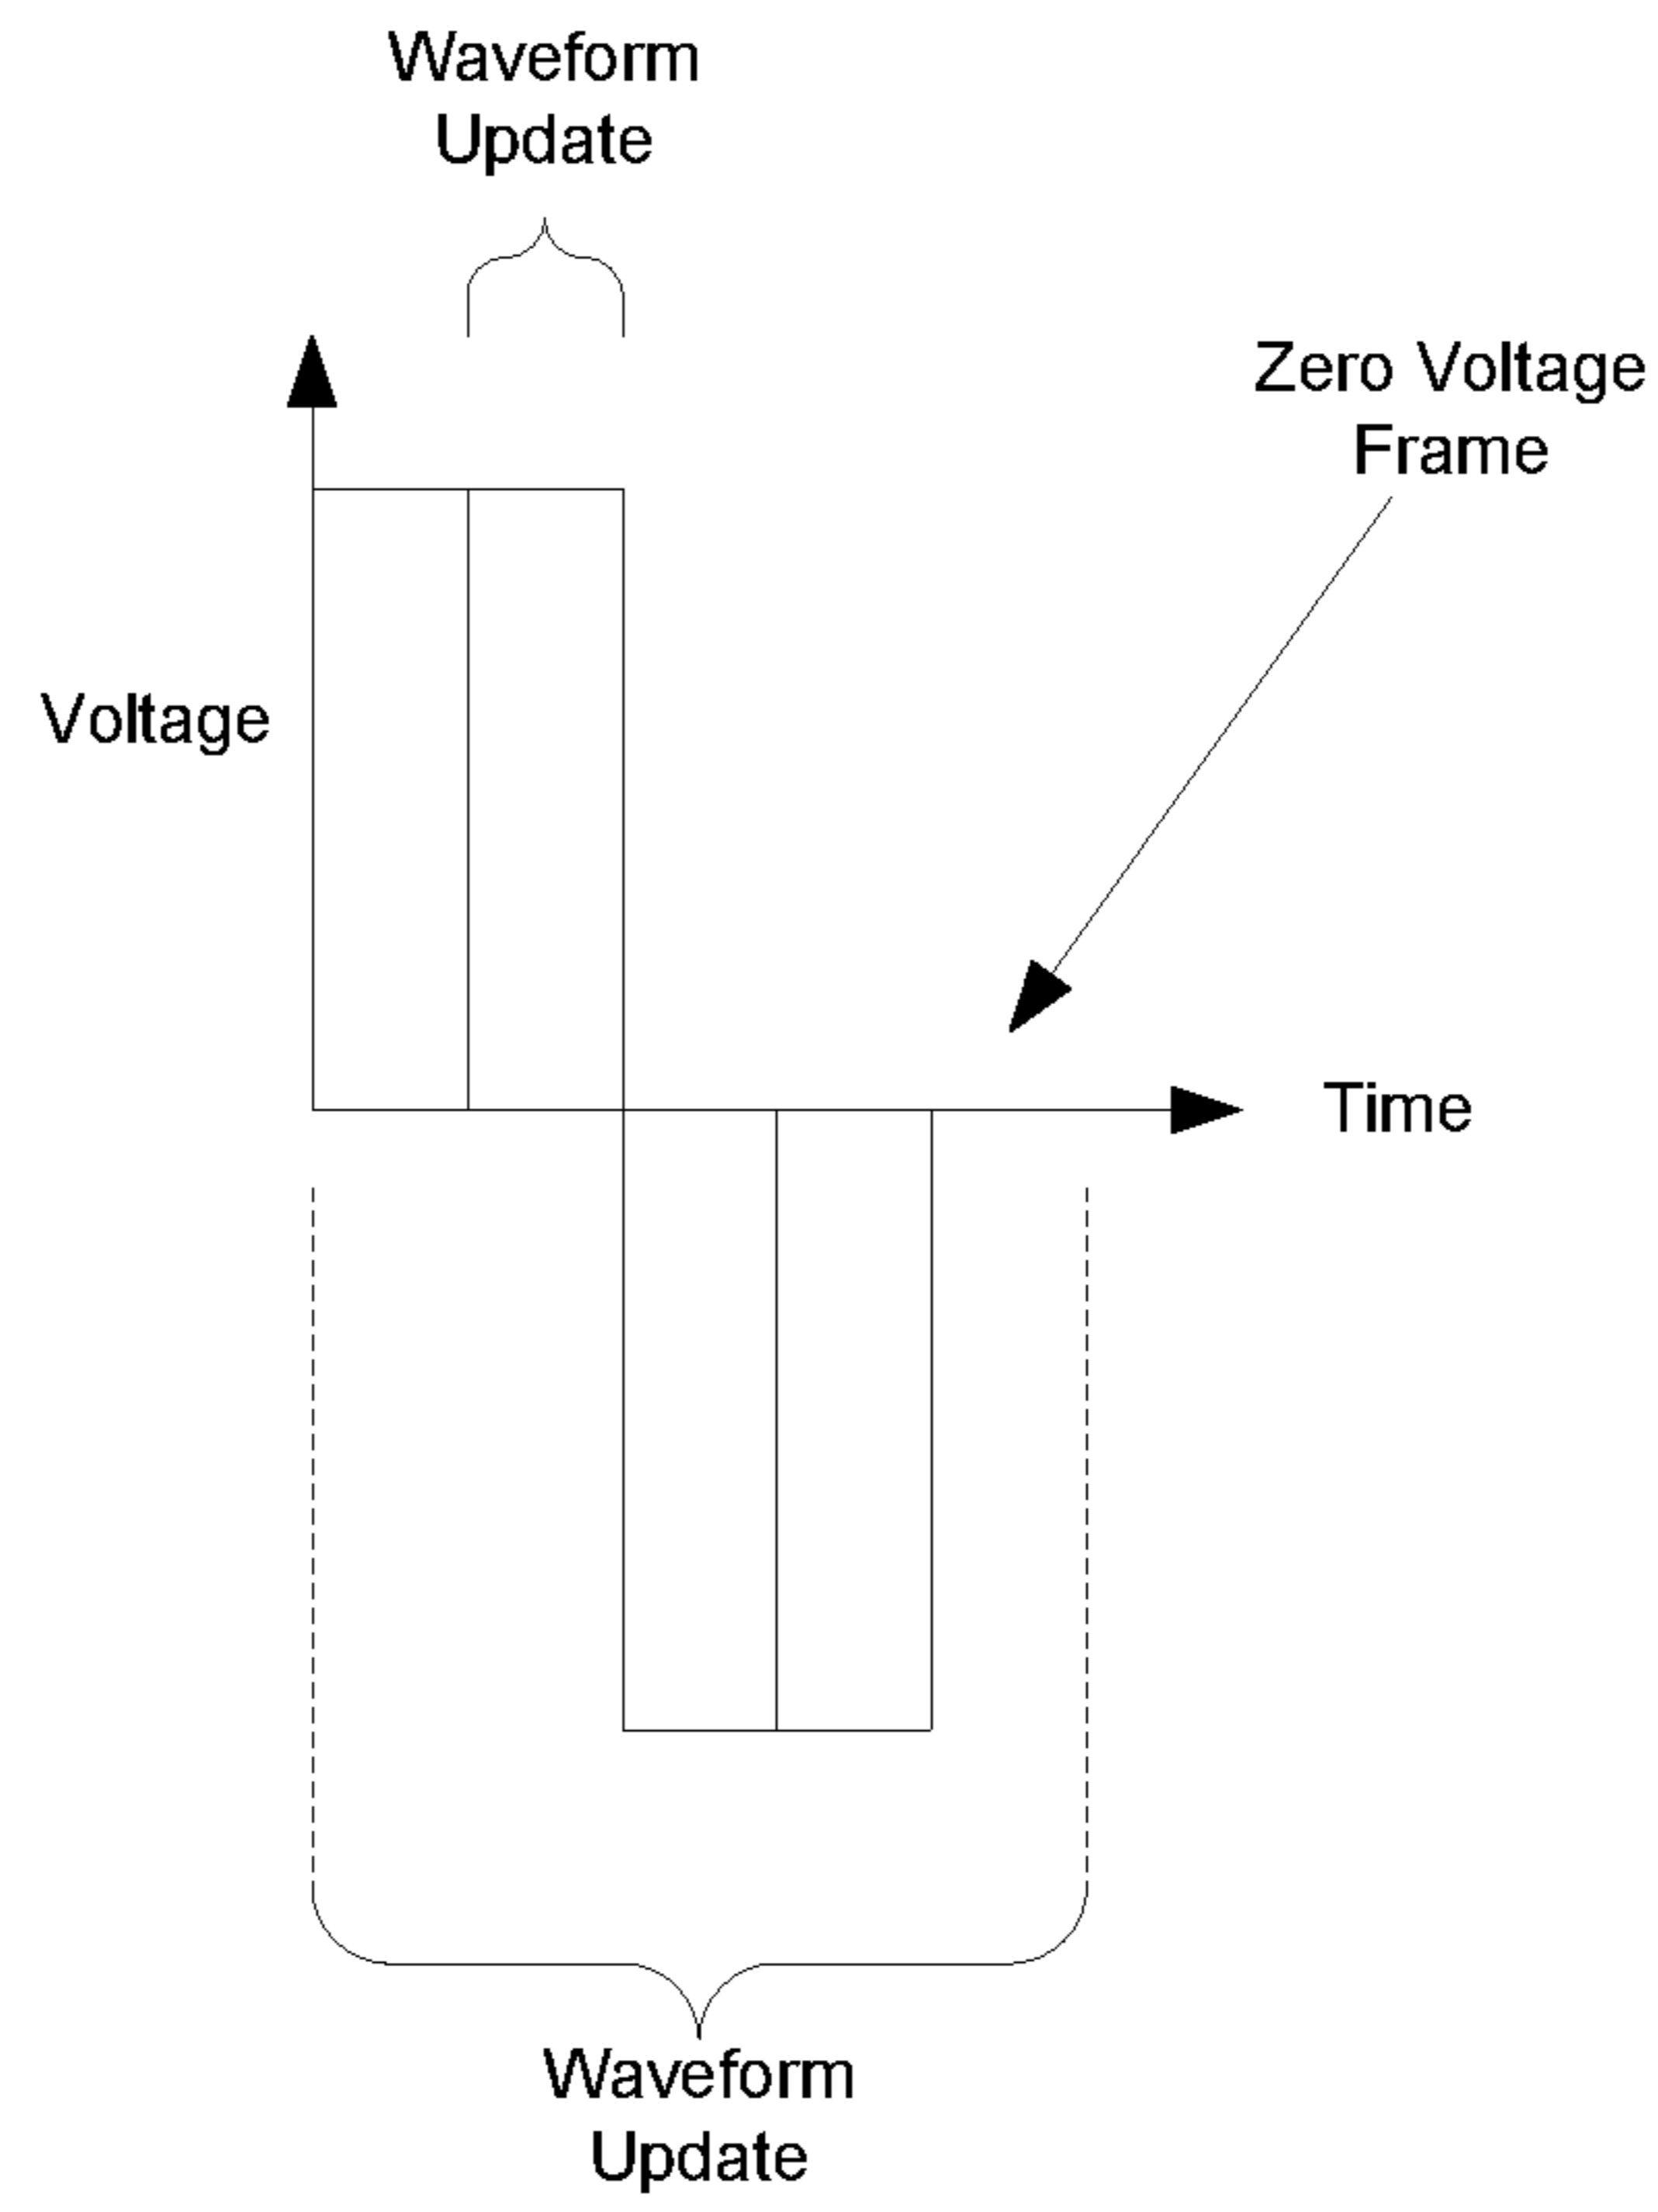 Waveform
Update
Zero Voltage
Frame
Voltage
Time
Waveform
Update